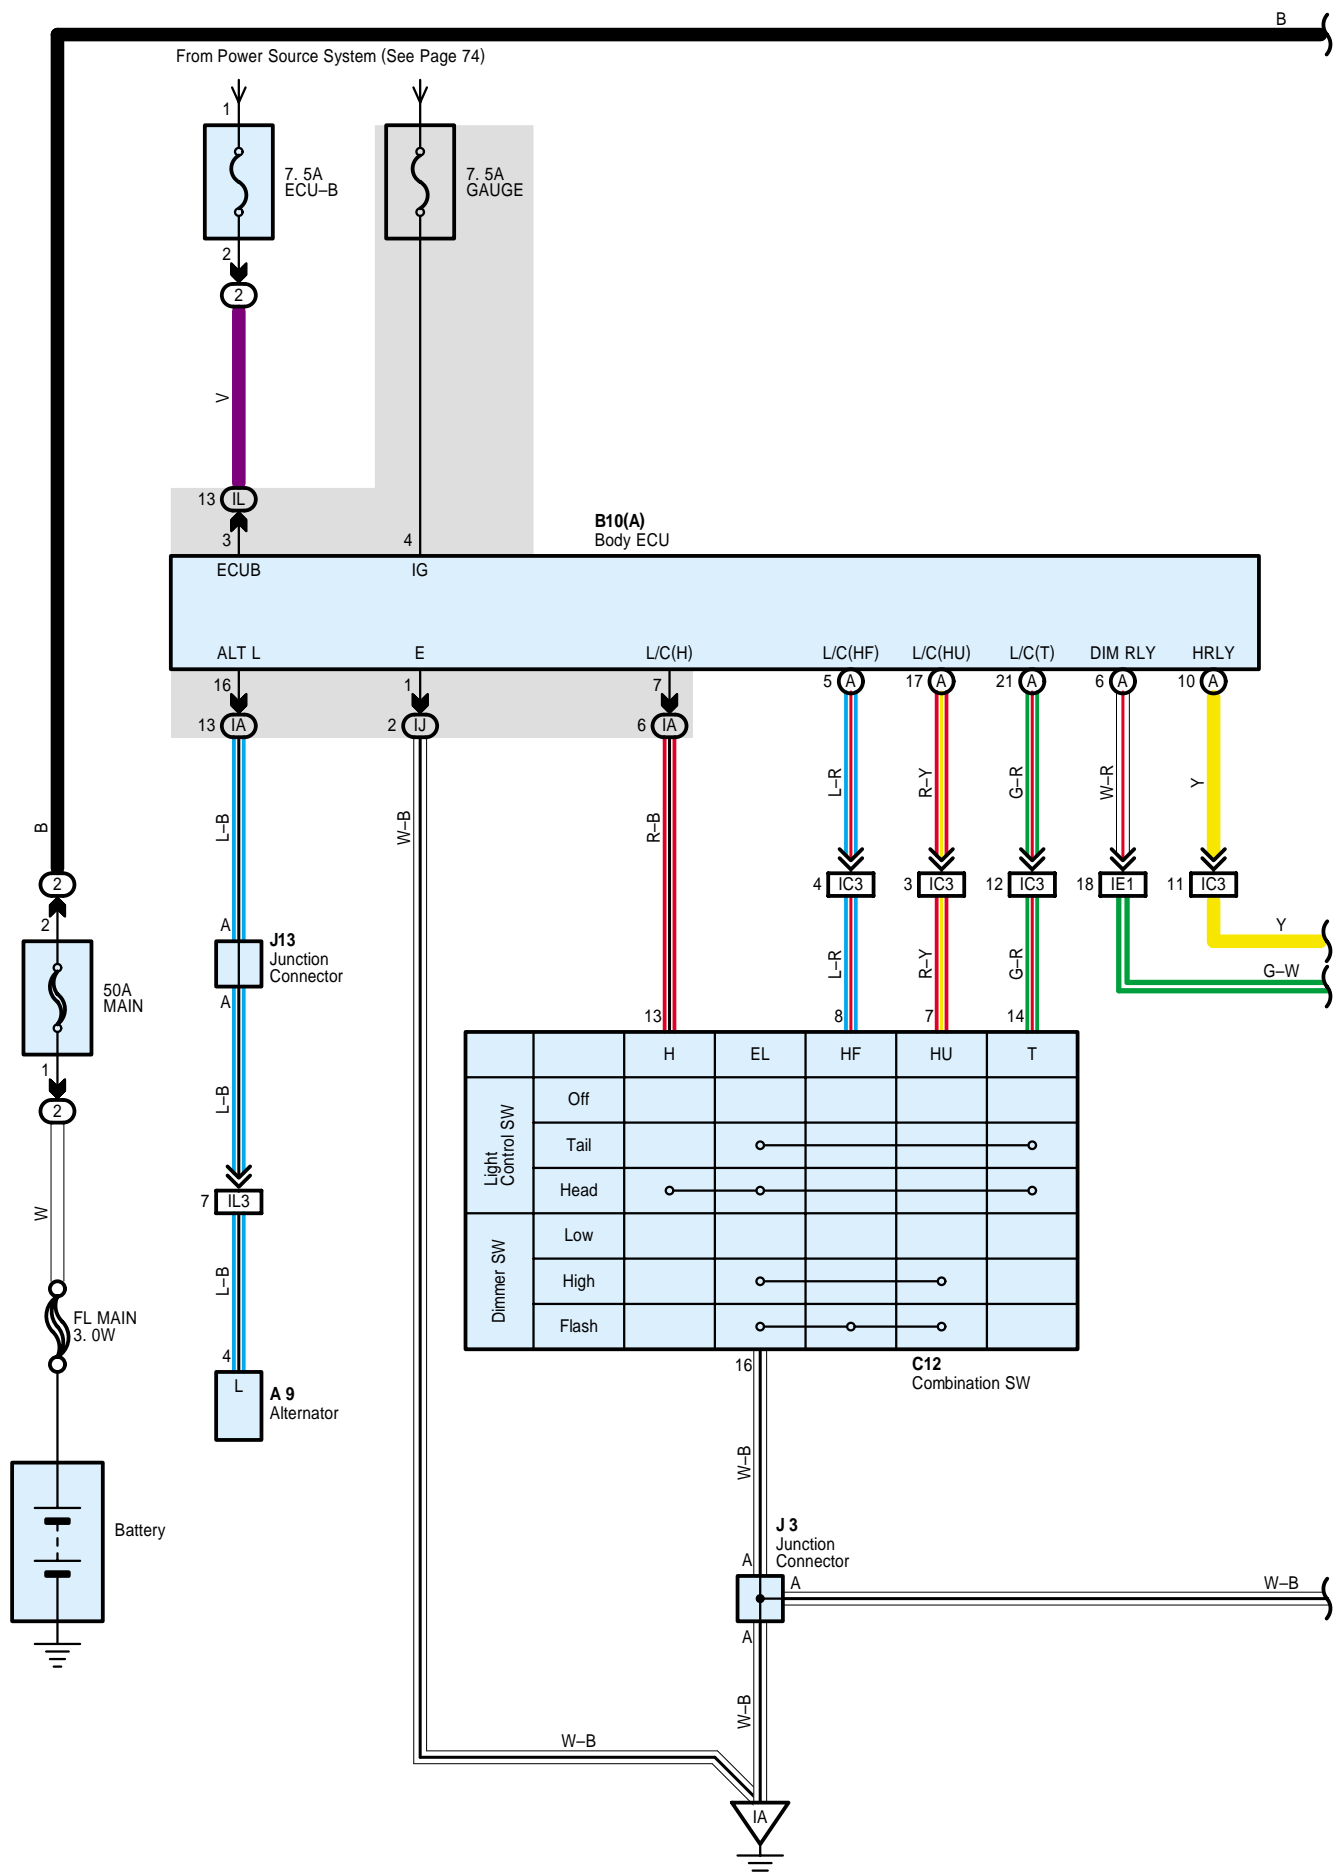 B
From Power Source System (See Page 74)
1
7. 5A
ECU–B
7. 5A
GAUGE
2
2
V
13 IL
3
4
B10(A)
Body ECU
ECUB
IG
ALT L
E
L/C(H)
L/C(HF)
L/C(HU)
L/C(T)
DIM RLY
HRLY
16
1
7
5 A
17 A
21 A
6 A
10 A
13 IA
2 IJ
6 IA
L–B
W–B
R–B
L–R
R–Y
G–R
W–R
Y
B
2
2
50A
MAIN
1
2
W
FL MAIN
3. 0W
Battery
A
J13
Junction
Connector
A
L–B
7 IL3
L–B
4
L
A 9
Alternator
4 IC3
3 IC3
12 IC3
18 IE1
11 IC3
Y
G–W
L–R
R–Y
G–R
13
8
7
14
H
EL
HF
HU
T
Light
Control SW
Off
Tail
Head
Dimmer SW
Low
High
Flash
16
C12
Combination SW
W–B
J 3
Junction
Connector
A
A
W–B
A
W–B
W–B
IA